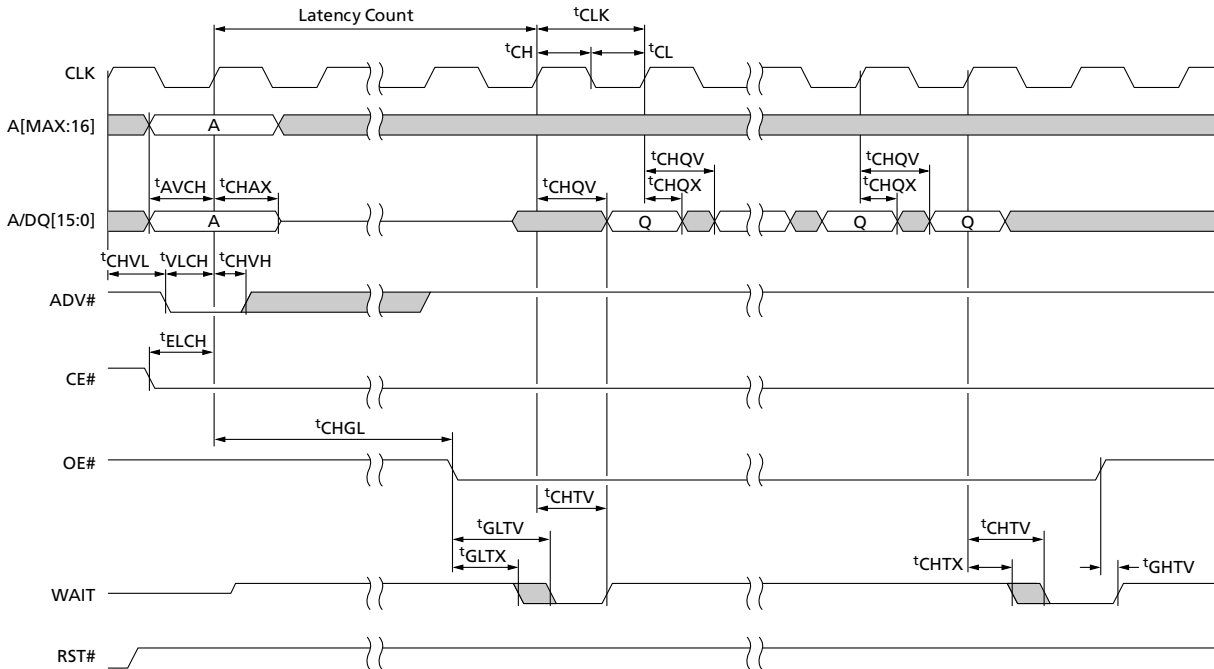 Latency Count
tCLK
tCH
tCL
CLK
A[MAX:16]
A
tCHQV
tCHQV
tAVCH
tCHAX
tCHQV
tCHQX
tCHQX
A/DQ[15:0]
A
Q
Q
Q
tCHVL
tVLCH
tCHVH
ADV#
tELCH
CE#
tCHGL
OE#
tCHTV
tGLTV
tCHTV
tGLTX
tCHTX
tGHTV
WAIT
RST#